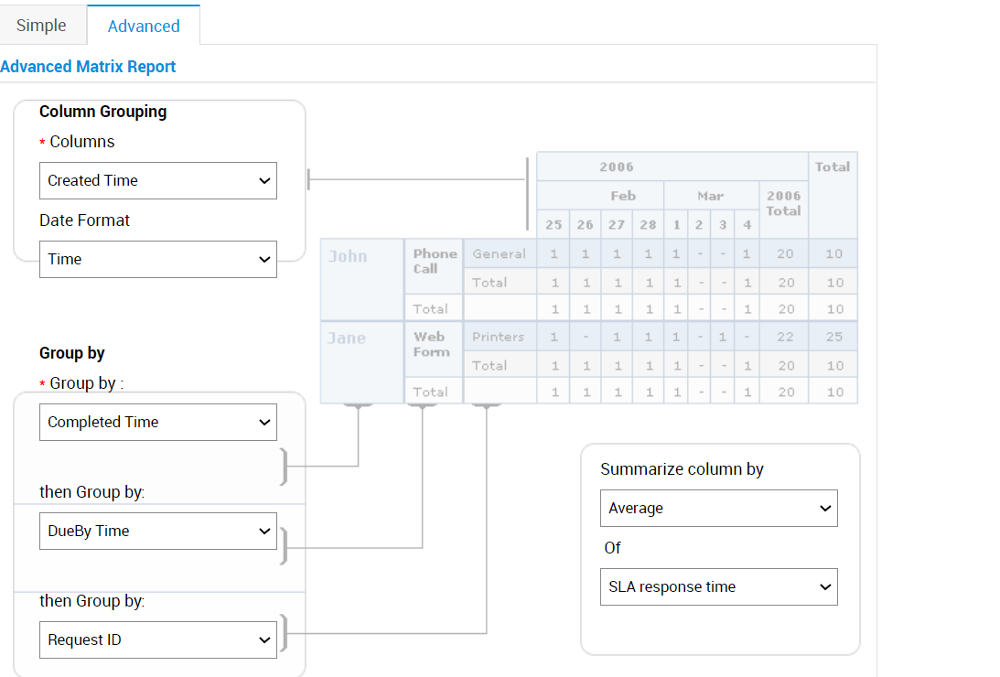 Simple Advanced
Advanced Matrix Report
Column Grouping
* Columns
Created Time
Date Format
Time
2006 Total
Feb Mar 2006 Total
25 26 27 28 1 2 3 4
John Phone Call General 1 1 1 1 1 - - 1 20 10
Total 1 1 1 1 1 - - 1 20 10
Total 1 1 1 1 1 - - 1 20 10
Jane Web Form Printers 1 - 1 1 1 - 1 - 22 25
Total 1 1 1 1 1 - - 1 20 10
Total 1 1 1 1 1 - - 1 20 10
Group by
* Group by :
Completed Time
then Group by:
DueBy Time
then Group by:
Request ID
Summarize column by
Average
Of
SLA response time